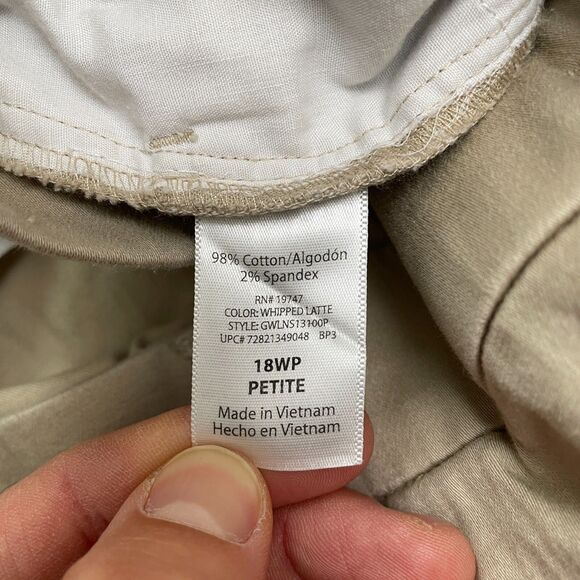 98% Cotton/Algodón
2% Spandex
RN# 19747
COLOR: WHIPPED LATTE
STYLE: GWLNS13100P
UPC# 72821349048 BP3
18WP
PETITE
Made in Vietnam
Hecho en Vietnam